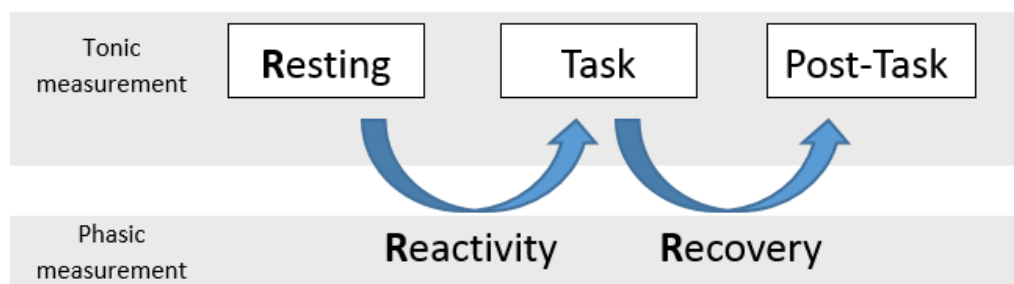 Tonic
measurement
Resting
Task
Post-Task
Phasic
measurement
Reactivity
Recovery